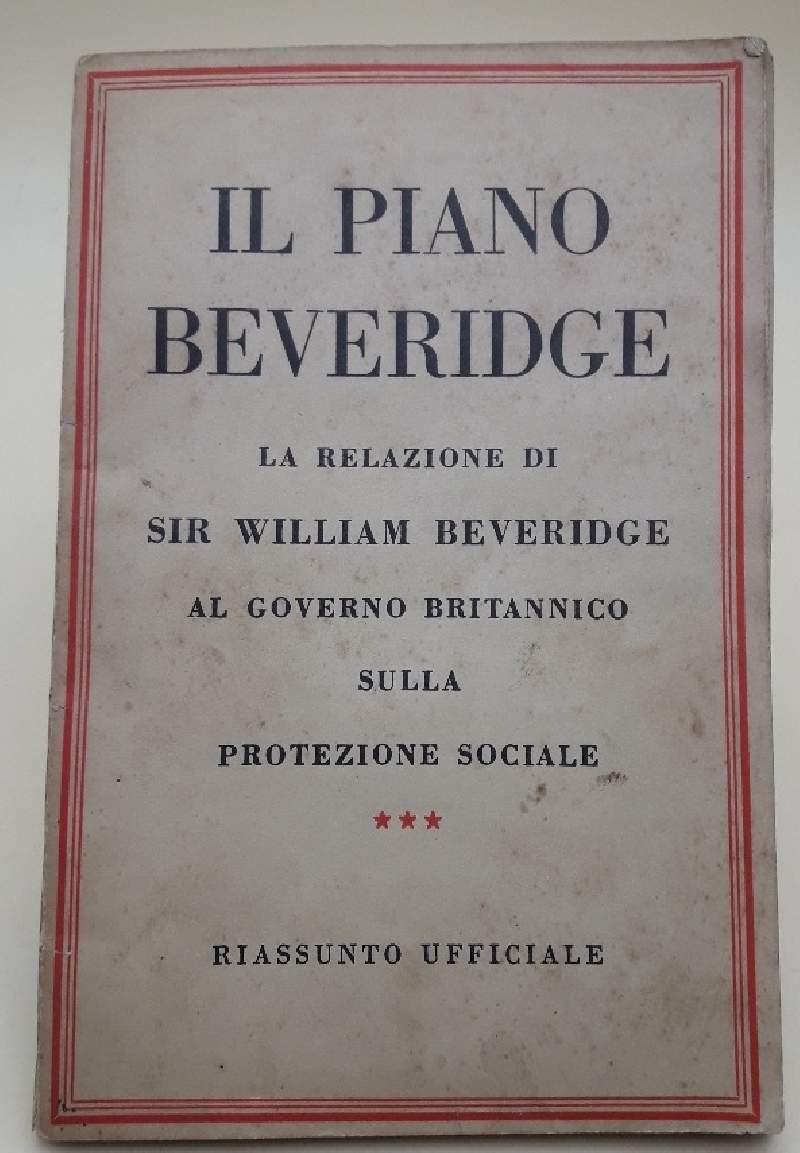 IL PIANO
BEVERIDGE
LA RELAZIONE DI
SIR WILLIAM BEVERIDGE
AL GOVERNO BRITANNICO
SULLA
PROTEZIONE SOCIALE
★★★
RIASSUNTO UFFICIALE